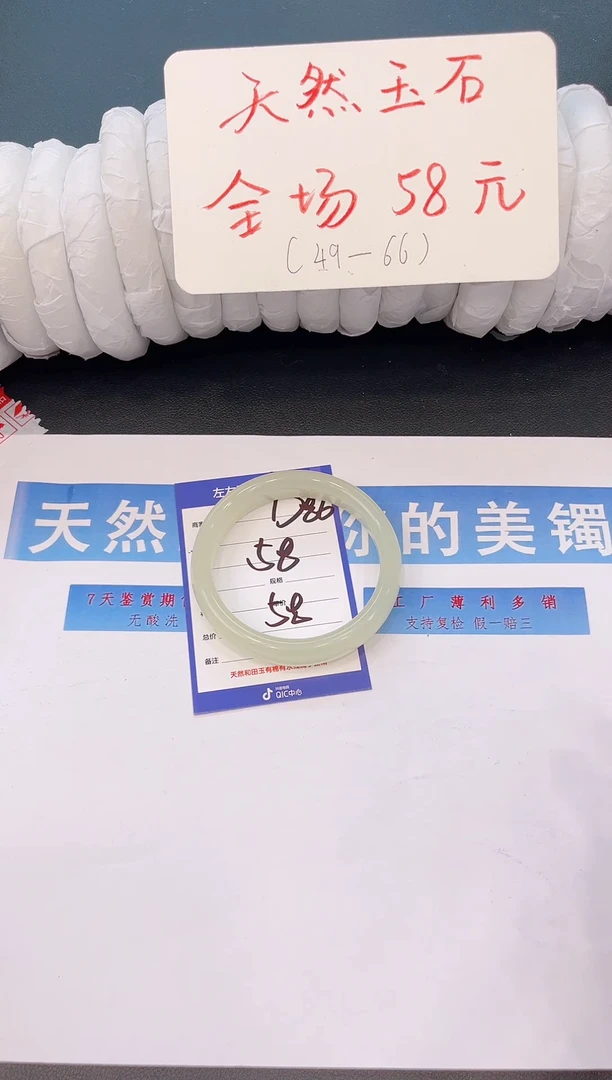 天然玉石
全场 58元
(49-66)
天然 你的美镯
7天鉴赏期 工厂薄利多销
无酸洗 支持复检 假一赔三
58
规格
58
总价
备注
QIC中心